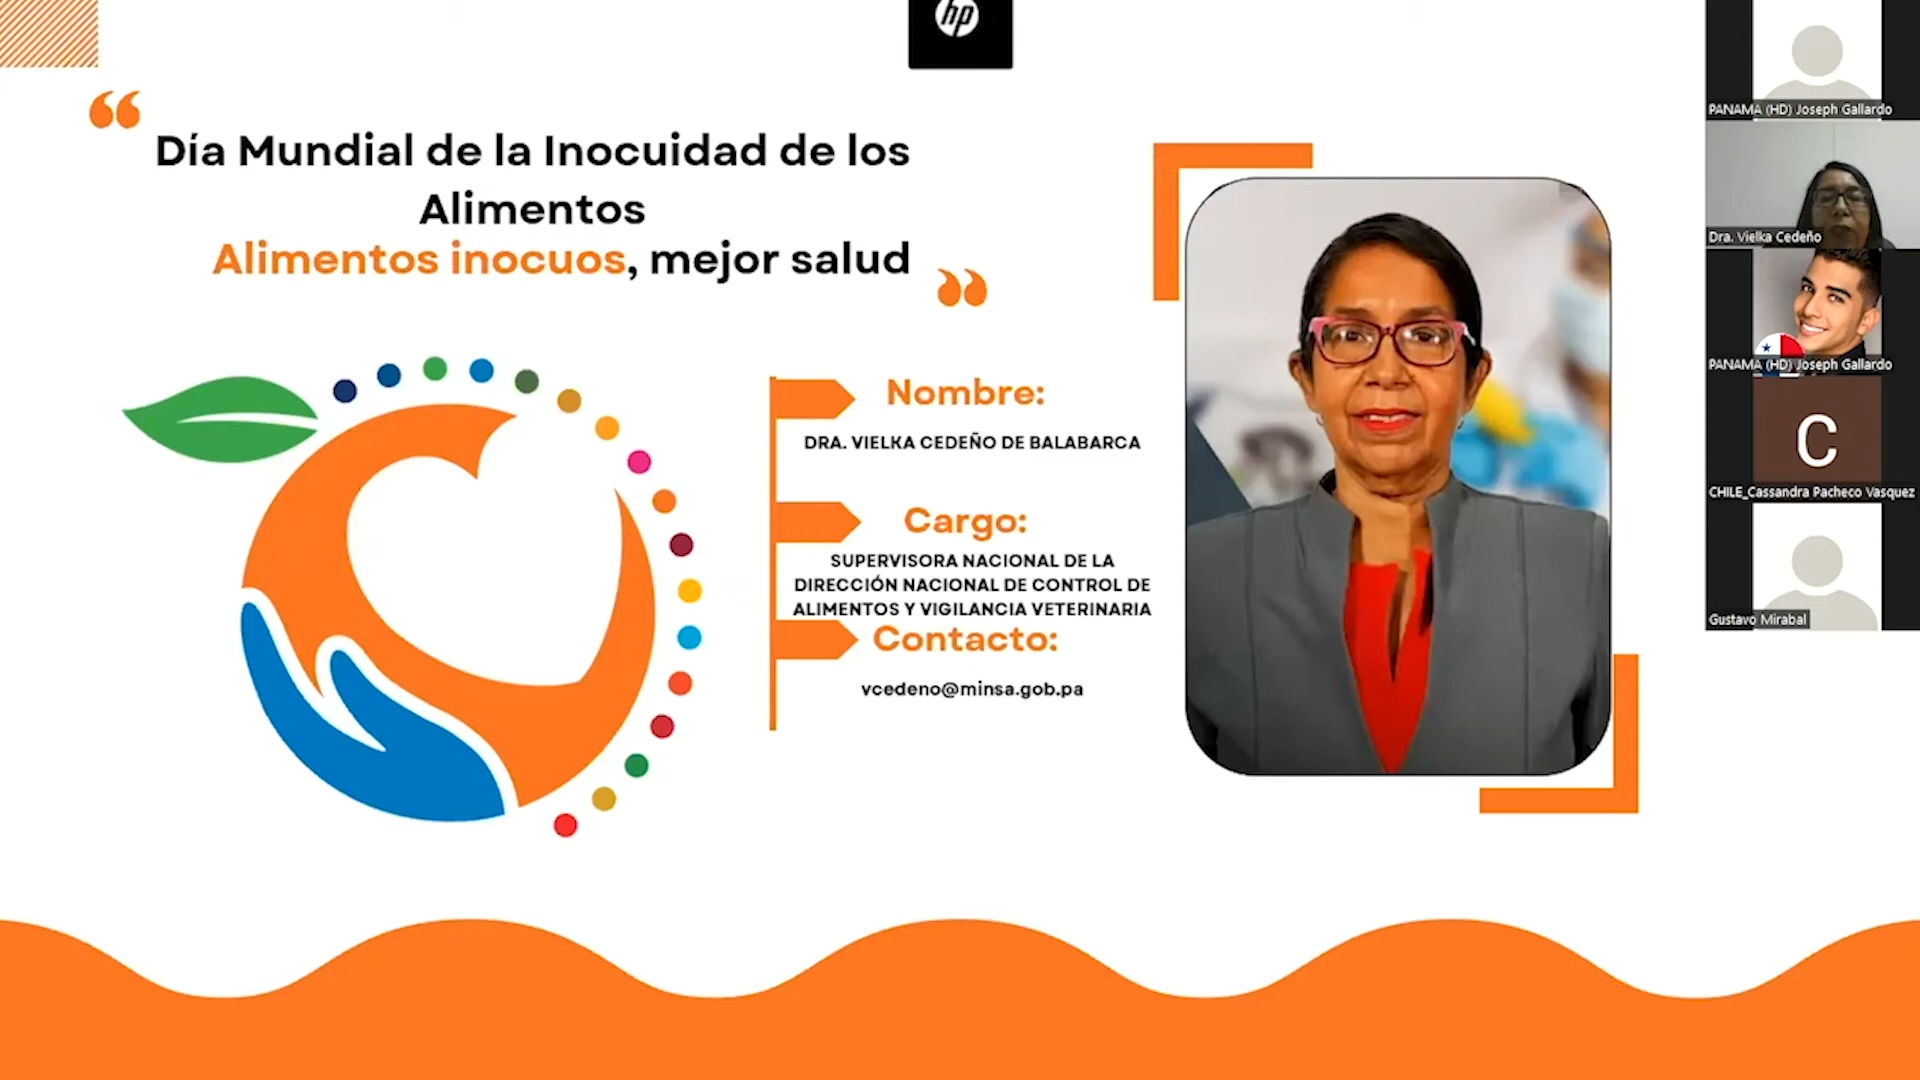 hp
Día Mundial de la Inocuidad de los
Alimentos
Alimentos inocuos, mejor salud
Nombre:
DRA. VIELKA CEDEÑO DE BALABARCA
Cargo:
SUPERVISORA NACIONAL DE LA
DIRECCIÓN NACIONAL DE CONTROL DE
ALIMENTOS Y VIGILANCIA VETERINARIA
Contacto:
vcedeno@minsa.gob.pa
PANAMA (HD) Joseph Gallardo
Dra. Vielka Cedeño
PANAMA (HD) Joseph Gallardo
C
CHILE_Cassandra Pacheco Vasquez
Gustavo Mirabal